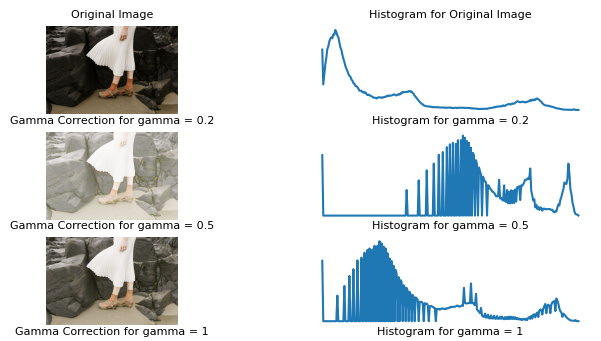 Original Image
Histogram for Original Image
Gamma Correction for gamma = 0.2
Histogram for gamma = 0.2
Gamma Correction for gamma = 0.5
Histogram for gamma = 0.5
Gamma Correction for gamma = 1
Histogram for gamma = 1